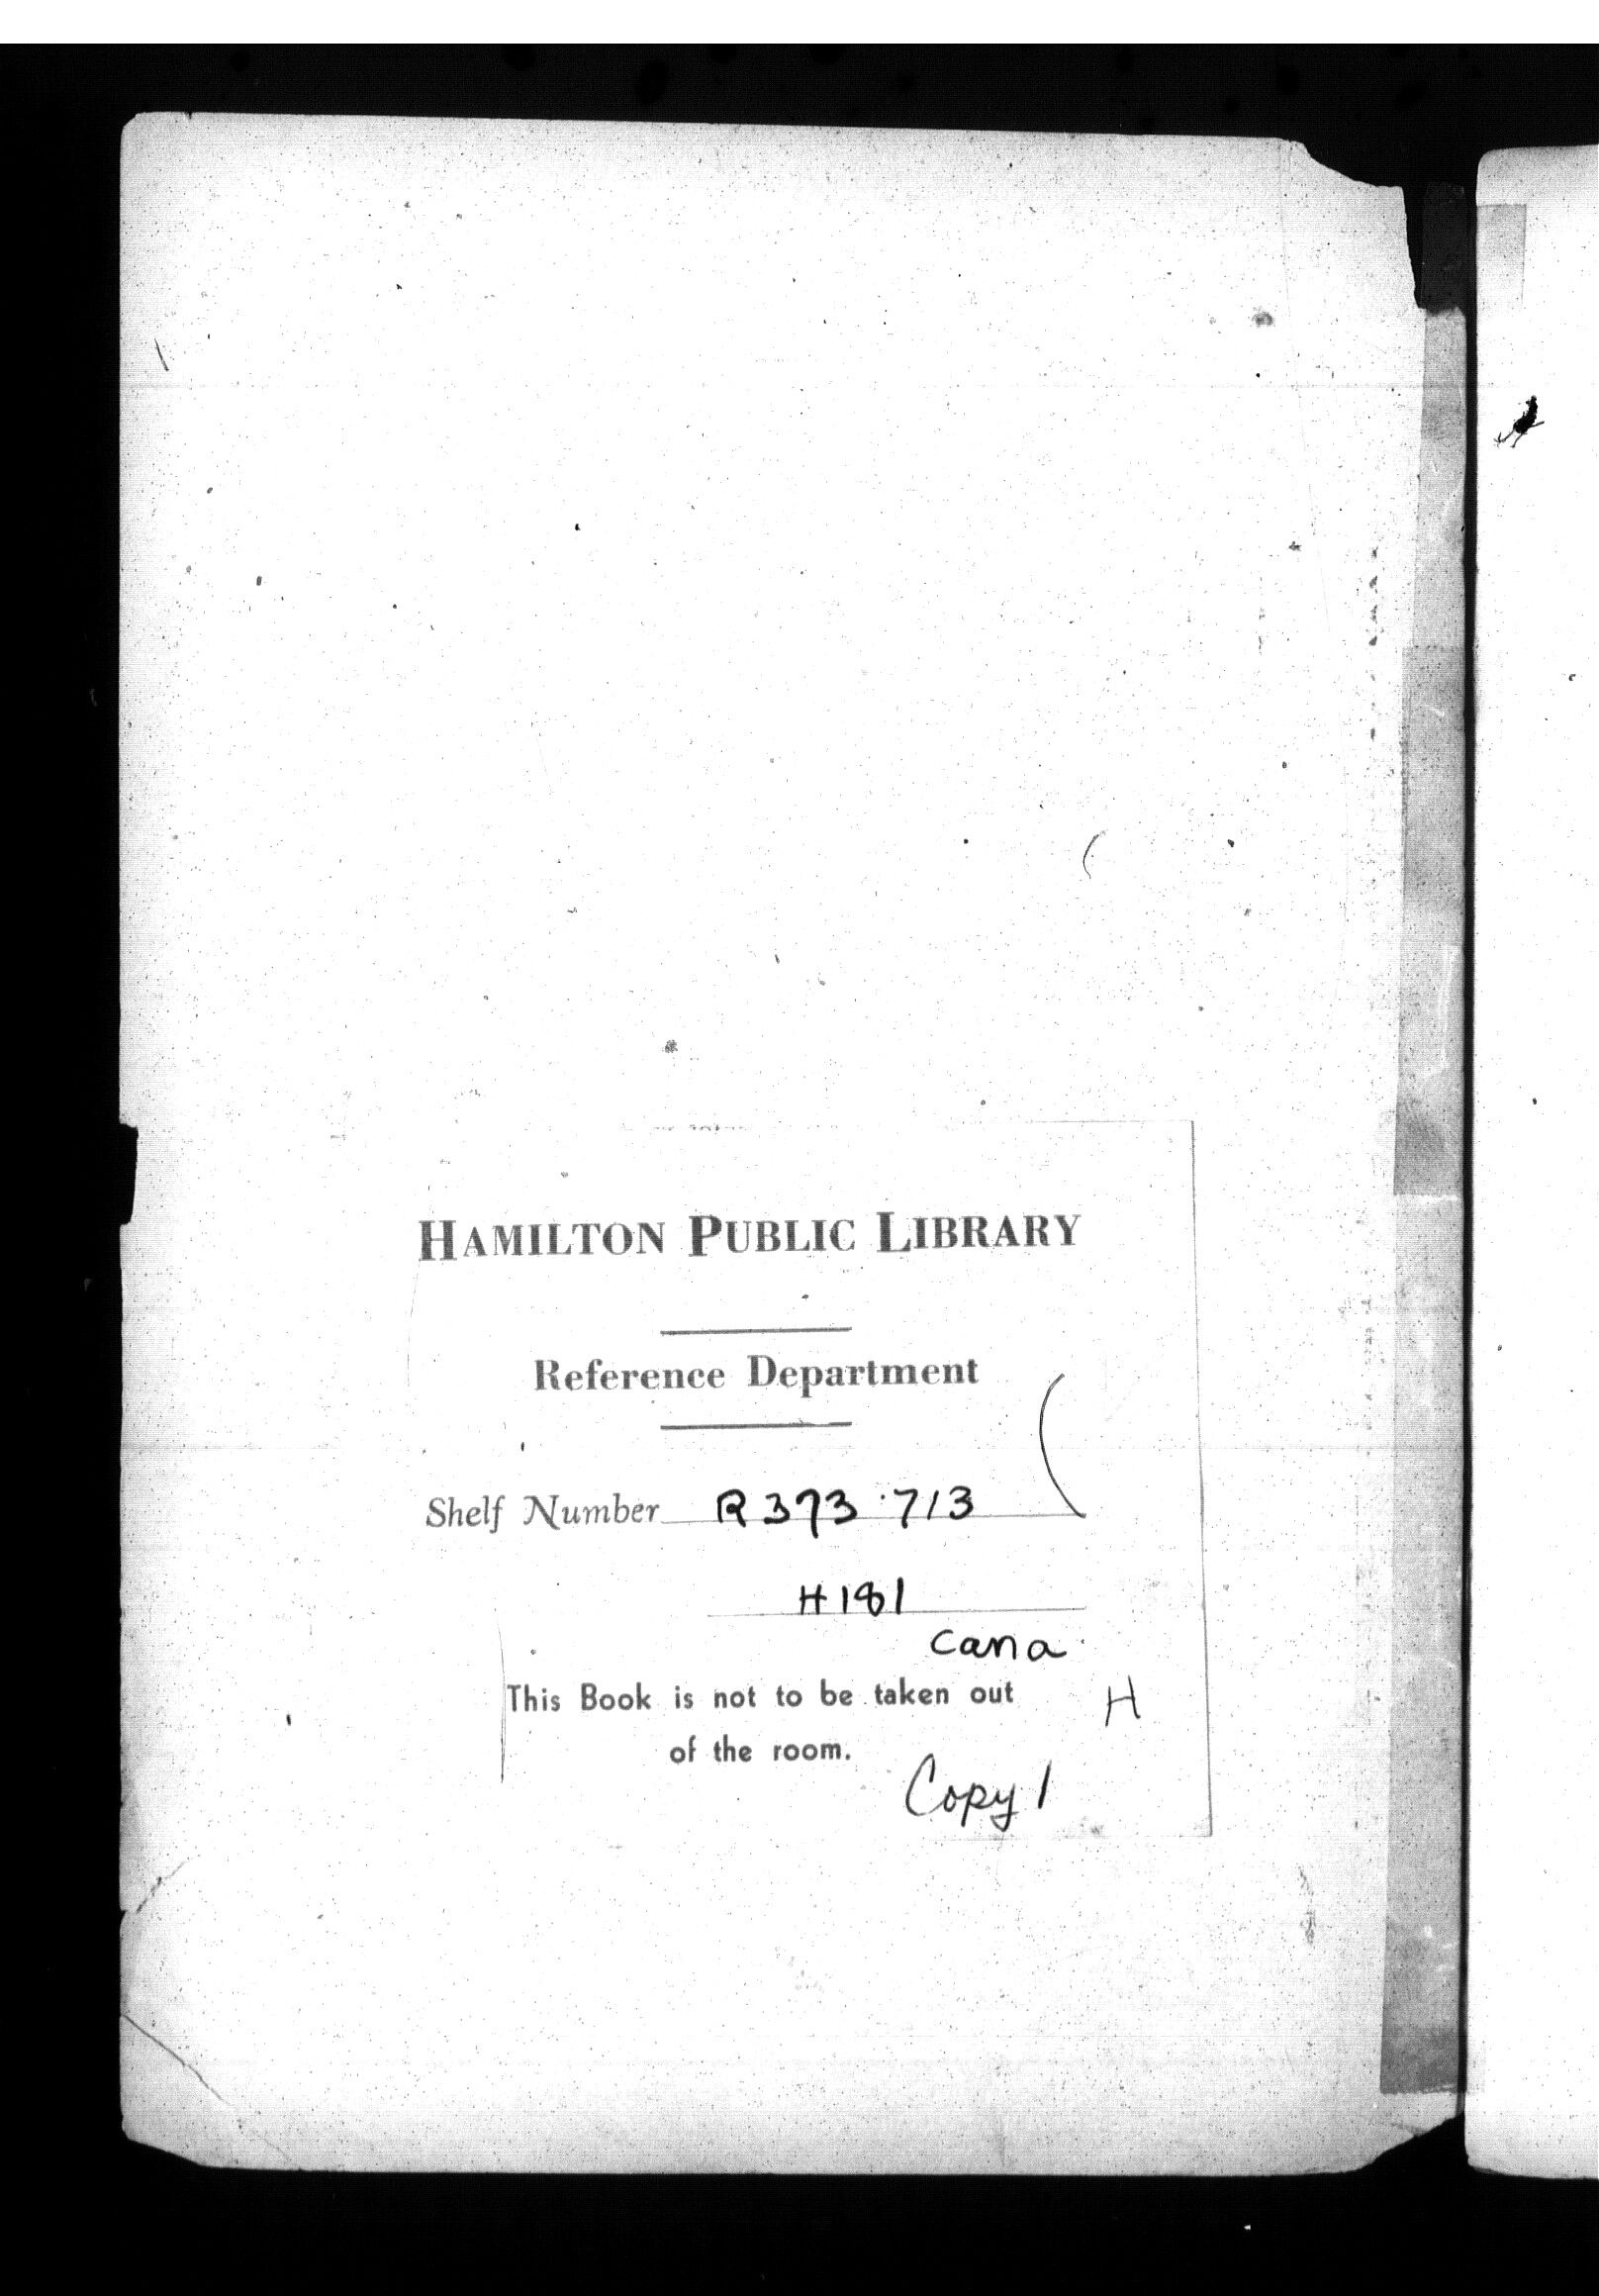 HAMILTON PUBLIC LIBRARY
Reference Department
Shelf Number R373.713
H181
Cana
This Book is not to be taken out
H
of the room.
Copy 1